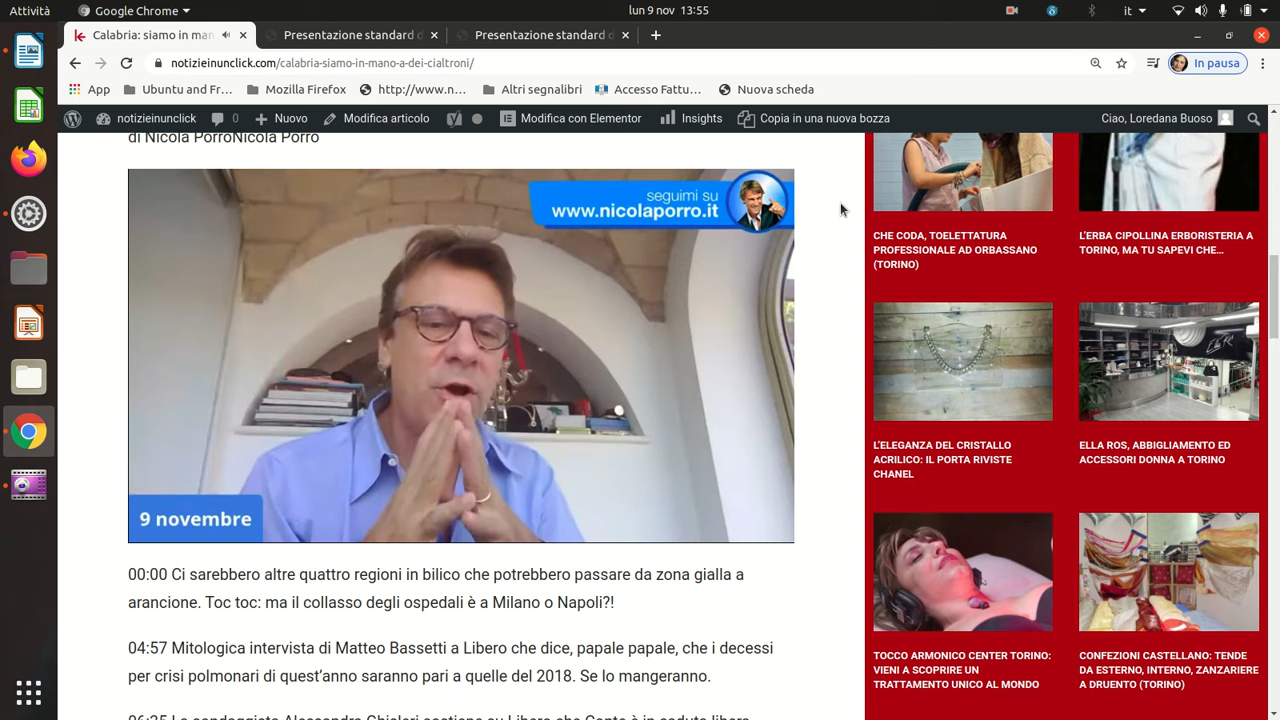 Attività
Google Chrome
lun 9 nov 13:55
it
Calabria: siamo in man
Presentazione standard d
Presentazione standard d
notizieinunclick.com/calabria-siamo-in-mano-a-dei-cialtroni/
In pausa
App
Ubuntu and Fr...
Mozilla Firefox
http://www.n...
Altri segnalibri
Accesso Fattu...
Nuova scheda
notizieinunclick
0
Nuovo
Modifica articolo
Modifica con Elementor
Insights
Copia in una nuova bozza
Ciao, Loredana Buoso
di Nicola PorroNicola Porro
seguimi su
www.nicolaporro.it
9 novembre
00:00 Ci sarebbero altre quattro regioni in bilico che potrebbero passare da zona gialla a
arancione. Toc toc: ma il collasso degli ospedali è a Milano o Napoli?!
04:57 Mitologica intervista di Matteo Bassetti a Libero che dice, papale papale, che i decessi
per crisi polmonari di quest'anno saranno pari a quelle del 2018. Se lo mangeranno.
CHE CODA, TOELETTATURA
PROFESSIONALE AD ORBASSANO
(TORINO)
L'ERBA CIPOLLINA ERBORISTERIA A
TORINO, MA TU SAPEVI CHE...
L'ELEGANZA DEL CRISTALLO
ACRILICO: IL PORTA RIVISTE
CHANEL
Ella Ros
ELLA ROS, ABBIGLIAMENTO ED
ACCESSORI DONNA A TORINO
TOCCO ARMONICO CENTER TORINO:
VIENI A SCOPRIRE UN
TRATTAMENTO UNICO AL MONDO
CONFEZIONI CASTELLANO: TENDE
DA ESTERNO, INTERNO, ZANZARIERE
A DRUENTO (TORINO)